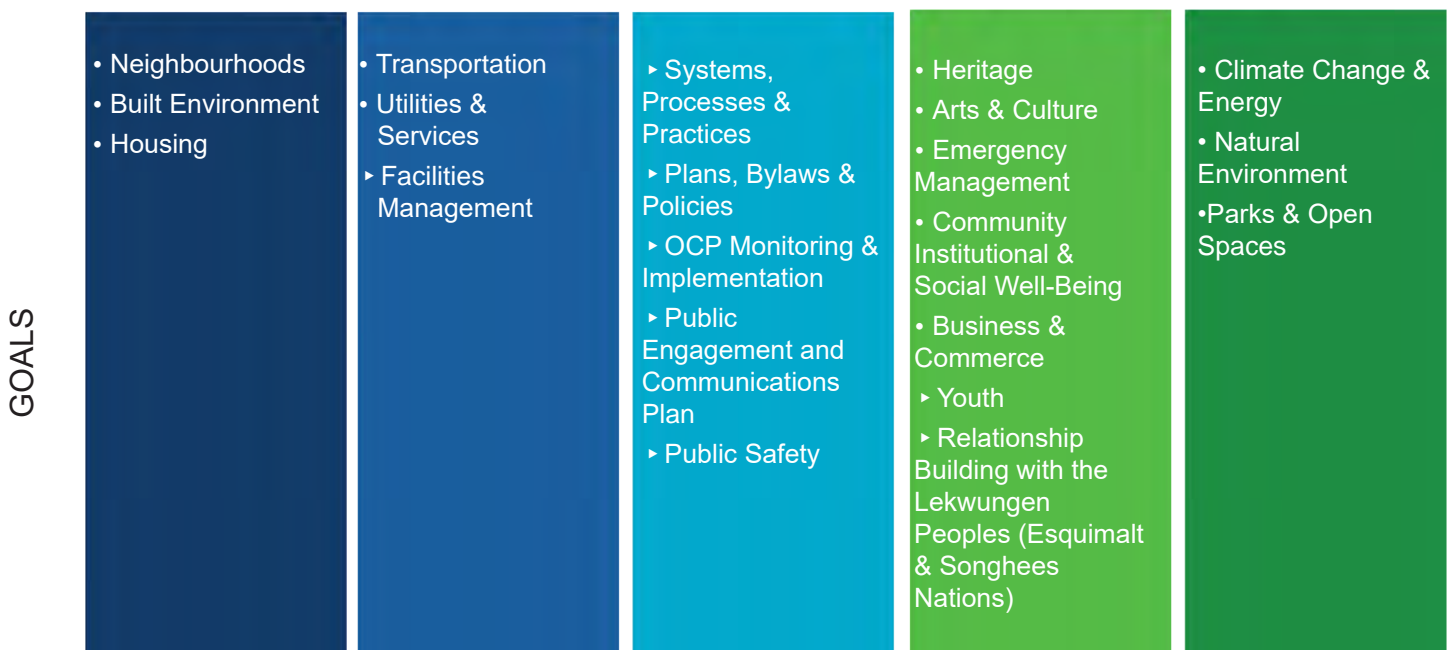 GOALS
• Neighbourhoods
• Built Environment
• Housing
• Transportation
• Utilities &
Services
▸ Facilities
Management
▸ Systems,
Processes &
Practices
▸ Plans, Bylaws &
Policies
▸ OCP Monitoring &
Implementation
▸ Public
Engagement and
Communications
Plan
▸ Public Safety
• Heritage
• Arts & Culture
• Emergency
Management
• Community
Institutional &
Social Well-Being
• Business &
Commerce
▸ Youth
▸ Relationship
Building with the
Lekwungen
Peoples (Esquimalt
& Songhees
Nations)
• Climate Change &
Energy
• Natural
Environment
•Parks & Open
Spaces